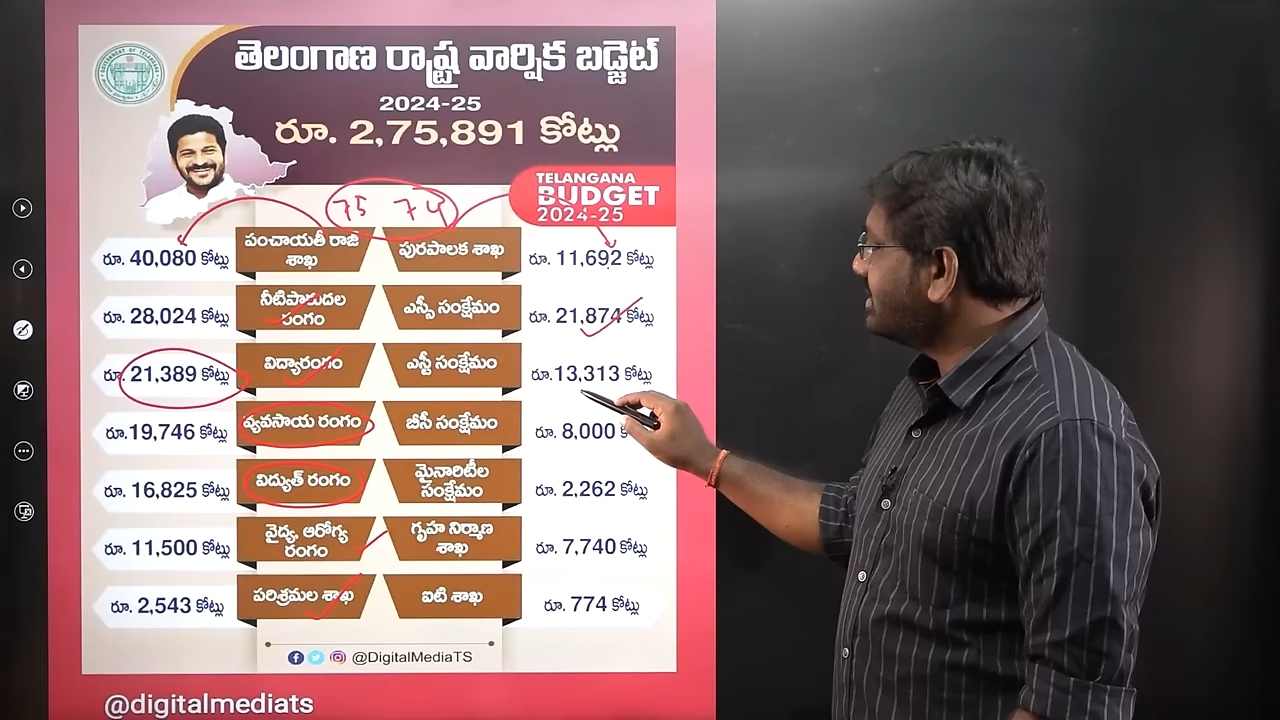 తెలంగాణ రాష్ట్ర వార్షిక బడ్జెట్
2024-25
రూ. 2,75,891 కోట్లు
TELANGANA
BUDGET
2024-25
75 74
రూ. 40,080 కోట్లు
పంచాయతీ రాజ్
శాఖ
పురపాలక శాఖ
రూ. 11,692 కోట్లు
రూ. 28,024 కోట్లు
నీటిపారుదల
రంగం
ఎస్సీ సంక్షేమం
రూ. 21,874 కోట్లు
రూ. 21,389 కోట్లు
విద్యారంగం
ఎస్టీ సంక్షేమం
రూ.13,313 కోట్లు
రూ.19,746 కోట్లు
వ్యవసాయ రంగం
బీసీ సంక్షేమం
రూ. 8,000
రూ. 16,825 కోట్లు
విద్యుత్ రంగం
మైనారిటీల
సంక్షేమం
రూ. 2,262 కోట్లు
రూ. 11,500 కోట్లు
వైద్య, ఆరోగ్య
రంగం
గృహ నిర్మాణ
శాఖ
రూ. 7,740 కోట్లు
రూ. 2,543 కోట్లు
పరిశ్రమల శాఖ
ఐటి శాఖ
రూ. 774 కోట్లు
@DigitalMediaTS
@digitalmediats